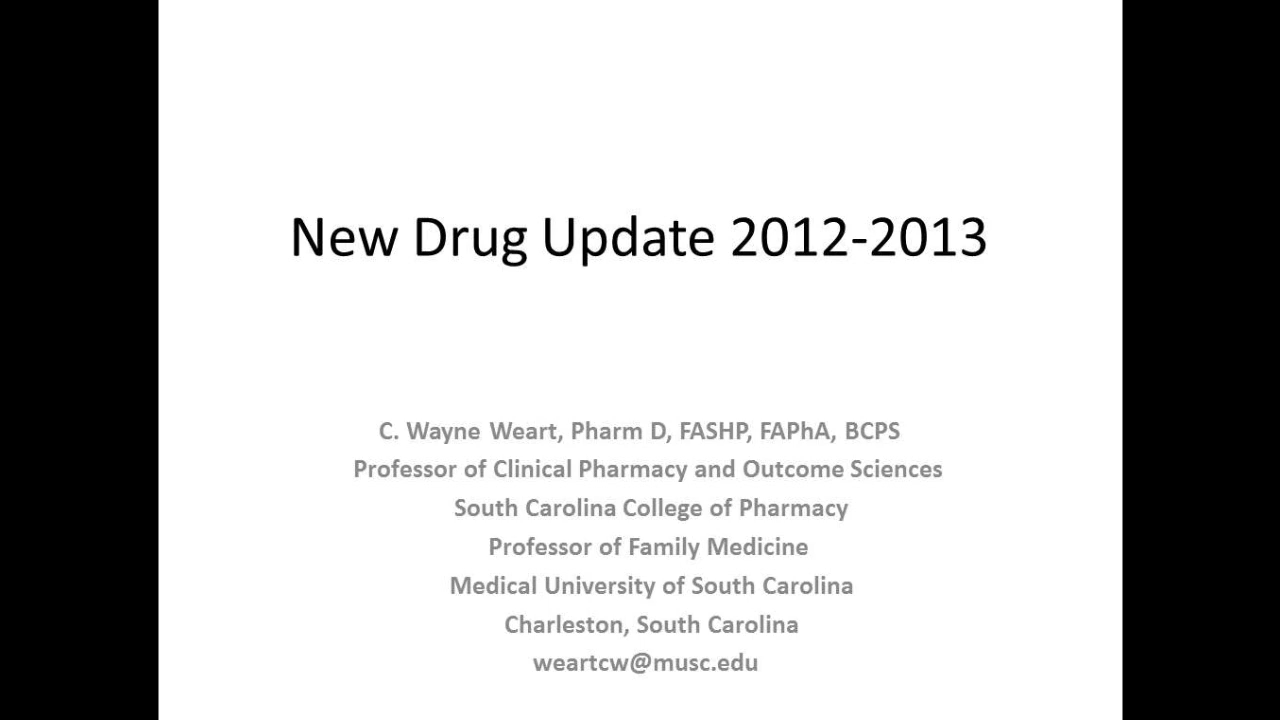 New Drug Update 2012-2013
C. Wayne Weart, Pharm D, FASHP, FAPhA, BCPS
Professor of Clinical Pharmacy and Outcome Sciences
South Carolina College of Pharmacy
Professor of Family Medicine
Medical University of South Carolina
Charleston, South Carolina
weartcw@musc.edu